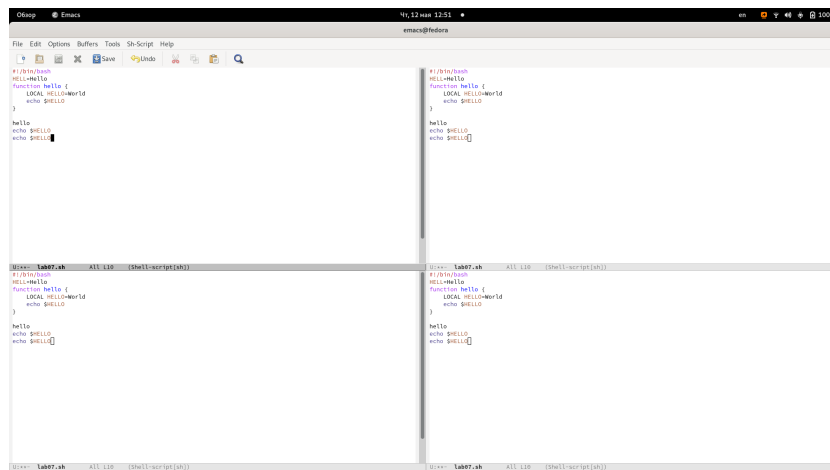 Обзор Emacs Чт, 12 мая 12:51 en 100
emacs@fedora
File Edit Options Buffers Tools Sh-Script Help
Save Undo
#!/bin/bash
HELL=Hello
function hello {
LOCAL HELLO=World
echo $HELLO
}
hello
echo $HELLO
echo $HELLO
U:**- lab07.sh All L10 (Shell-script[sh])
#!/bin/bash
HELL=Hello
function hello {
LOCAL HELLO=World
echo $HELLO
}
hello
echo $HELLO
echo $HELLO
U:**- lab07.sh All L10 (Shell-script[sh])
#!/bin/bash
HELL=Hello
function hello {
LOCAL HELLO=World
echo $HELLO
}
hello
echo $HELLO
echo $HELLO
U:**- lab07.sh All L10 (Shell-script[sh])
#!/bin/bash
HELL=Hello
function hello {
LOCAL HELLO=World
echo $HELLO
}
hello
echo $HELLO
echo $HELLO
U:**- lab07.sh All L10 (Shell-script[sh])